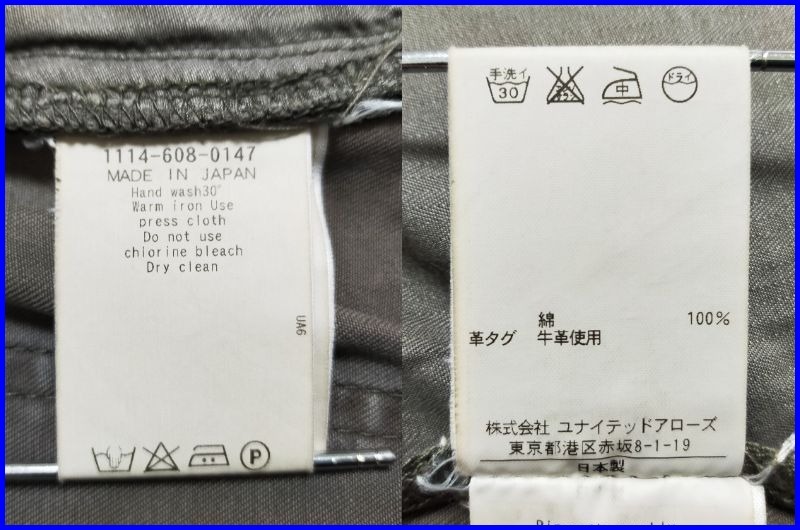 1114-608-0147
MADE IN JAPAN
Hand wash30°
Warm iron Use
press cloth
Do not use
chlorine bleach
Dry clean
UA6
P
手洗イ
30
中
ドライ
綿 100%
革タグ 牛革使用
株式会社 ユナイテッドアローズ
東京都港区赤坂8-1-19
日本製